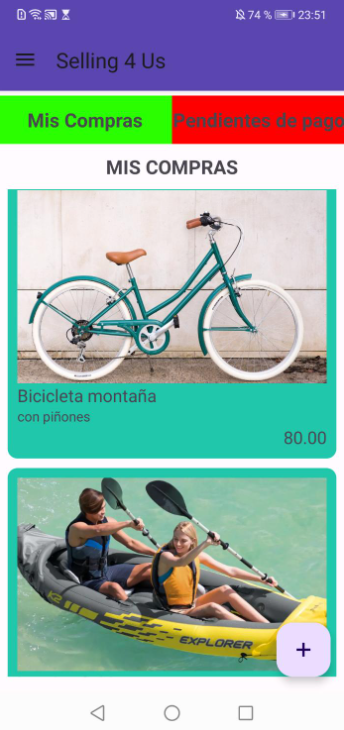 74 % 23:51
Selling 4 Us
Mis Compras
Pendientes de pago
MIS COMPRAS
Bicicleta montaña
con piñones
80.00
K2
EXPLORER
+